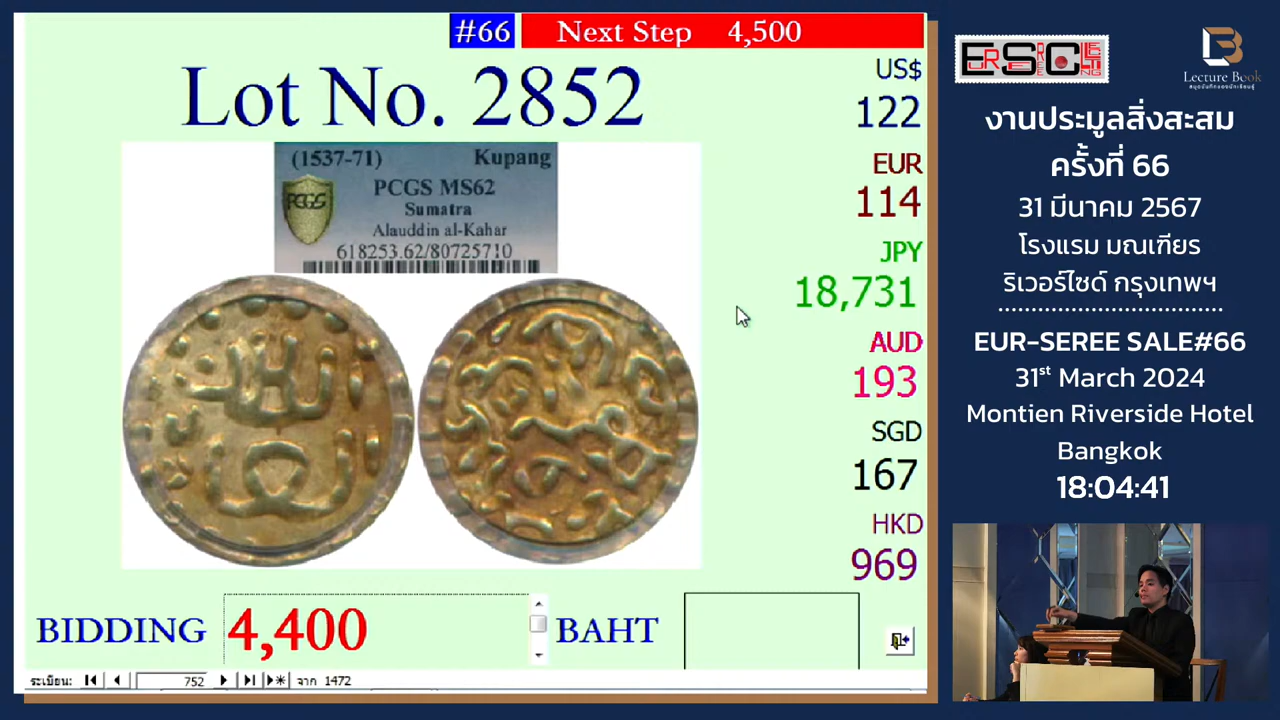 #66 Next Step 4,500
Lot No. 2852
(1537-71) Kupang
PCGS MS62
Sumatra
Alauddin al-Kahar
618253.62/80725710
PCGS
US$
122
EUR
114
JPY
18,731
AUD
193
SGD
167
HKD
969
BIDDING 4,400 BAHT
ระเบียน: 752 จาก 1472
Lecture Book
งานประมูลสิ่งสะสม
ครั้งที่ 66
31 มีนาคม 2567
โรงแรม มณเฑียร
ริเวอร์ไซด์ กรุงเทพฯ
EUR-SEREE SALE#66
31st March 2024
Montien Riverside Hotel
Bangkok
18:04:41